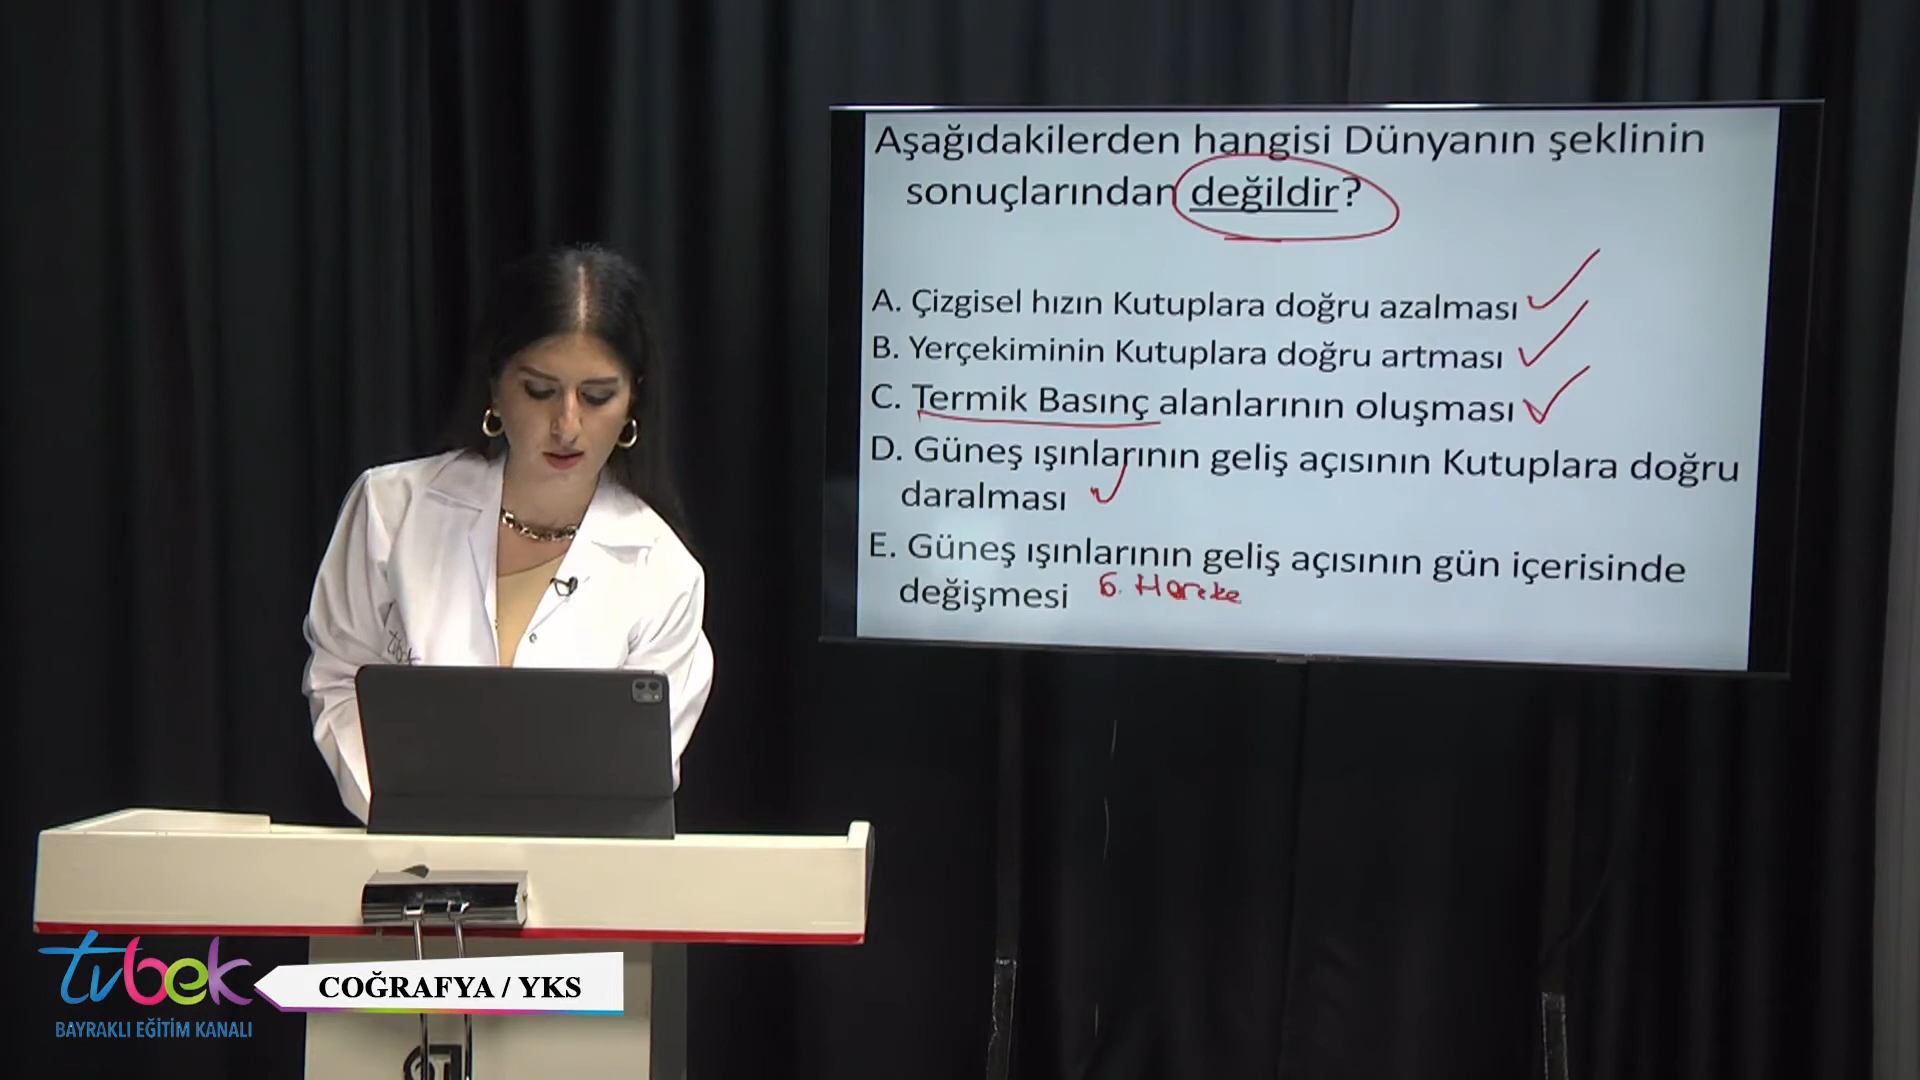 Aşağıdakilerden hangisi Dünyanın şeklinin
sonuçlarından değildir?
A. Çizgisel hızın Kutuplara doğru azalması
B. Yerçekiminin Kutuplara doğru artması
C. Termik Basınç alanlarının oluşması
D. Güneş ışınlarının geliş açısının Kutuplara doğru
daralması
E. Güneş ışınlarının geliş açısının gün içerisinde
değişmesi
tvbek
COĞRAFYA / YKS
BAYRAKLI EĞİTİM KANALI